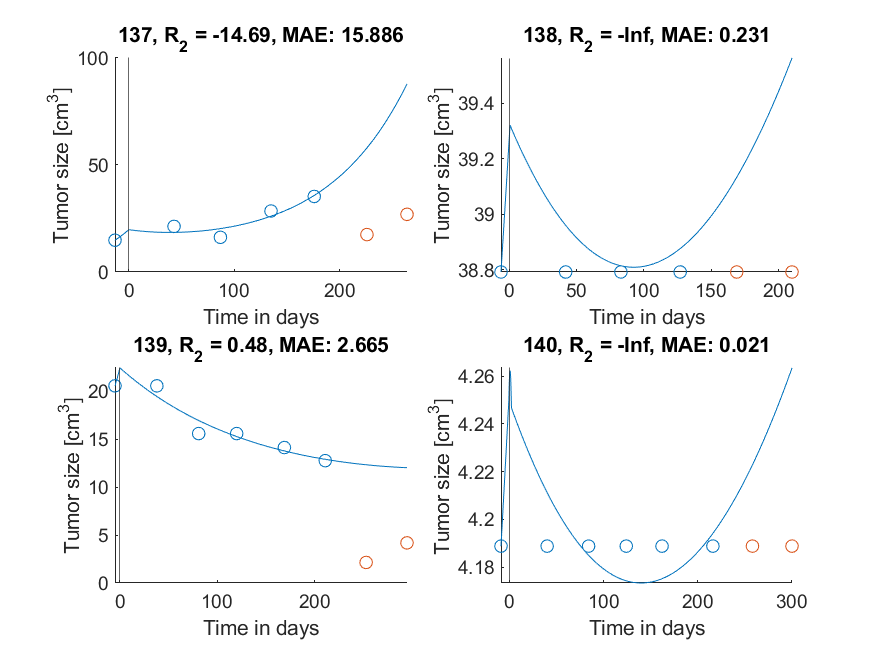 137, R2 = -14.69, MAE: 15.886
138, R2 = -Inf, MAE: 0.231
100
50
0
Tumor size [cm3]
0
100
200
Time in days
39.4
39.2
39
38.8
Tumor size [cm3]
0
50
100
150
200
Time in days
139, R2 = 0.48, MAE: 2.665
140, R2 = -Inf, MAE: 0.021
20
15
10
5
0
Tumor size [cm3]
0
100
200
Time in days
4.26
4.24
4.22
4.2
4.18
Tumor size [cm3]
0
100
200
300
Time in days